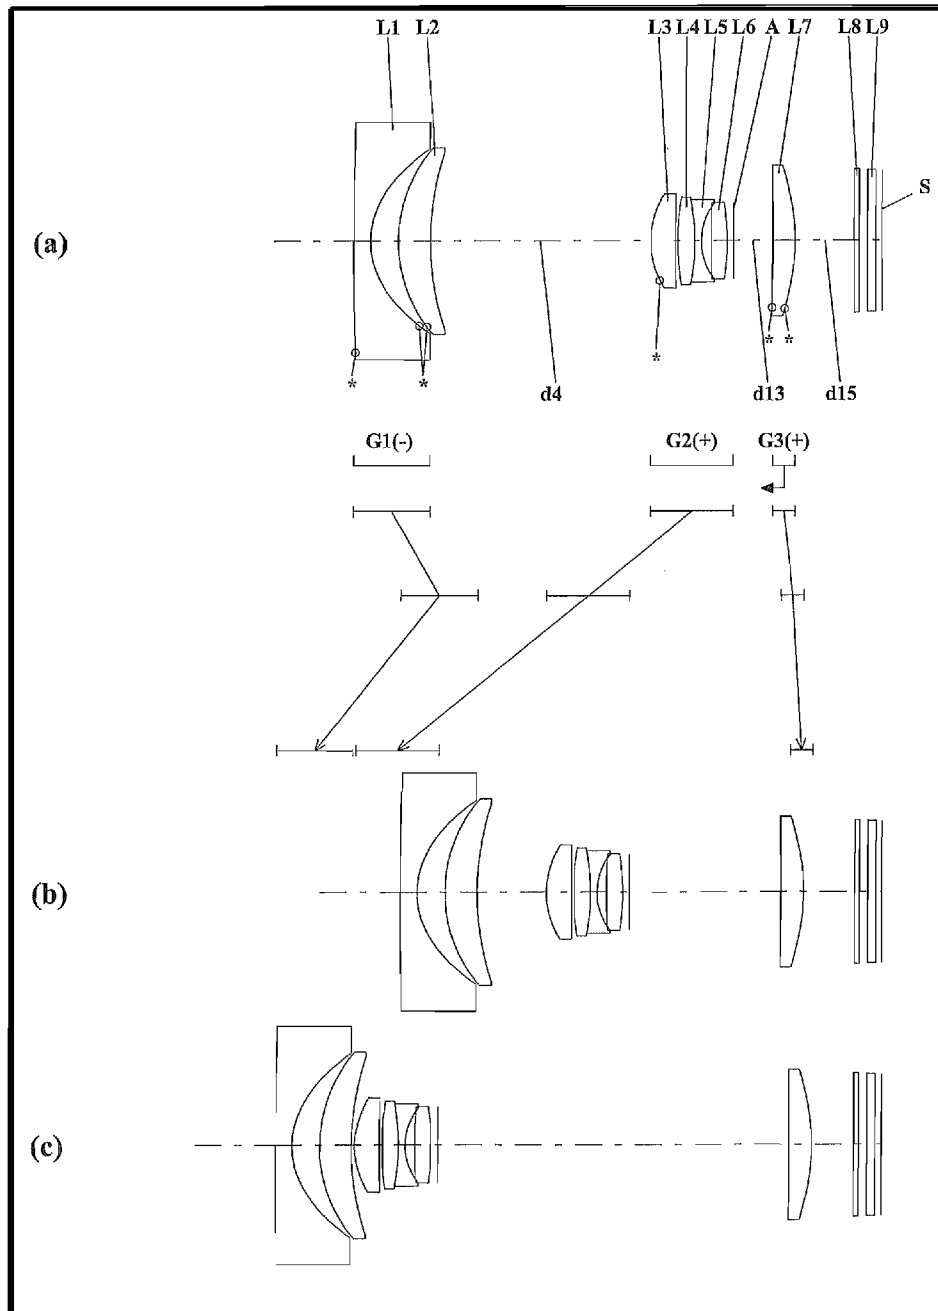 L1 L2 L3 L4 L5 L6 A L7 L8 L9
S
(a)
* * * * *
d4 d13 d15
G1(-) G2(+) G3(+)
(b)
(c)